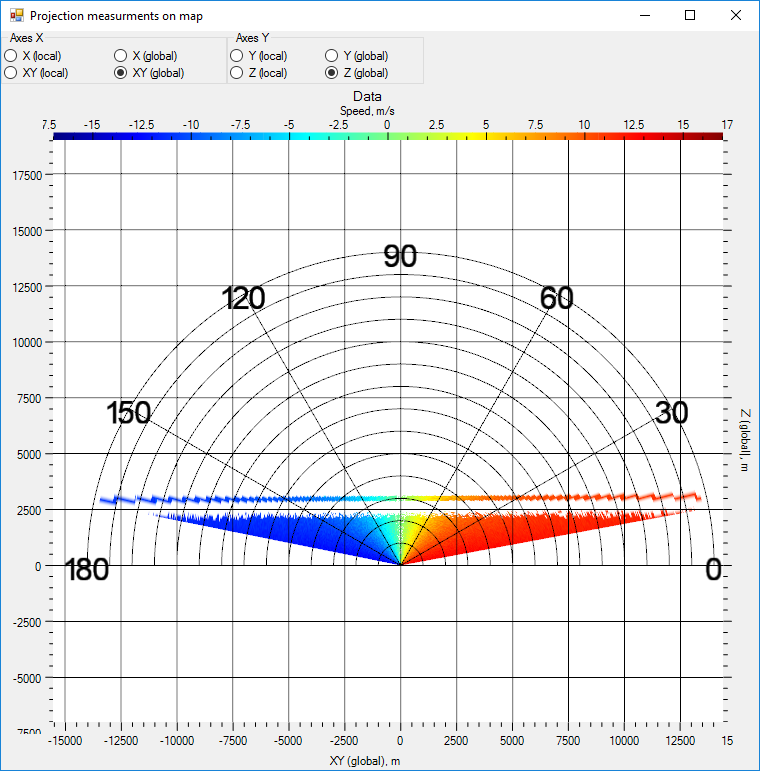 Projection measurments on map
Axes X
Axes Y
X (local) X (global) Y (local) Y (global)
XY (local) XY (global) Z (local) Z (global)
Data
Speed, m/s
7.5 -15 -12.5 -10 -7.5 -5 -2.5 0 2.5 5 7.5 10 12.5 15 17
17500
15000
90
12500
120 60
10000
7500
150 30
5000
2500
0
180 0
-2500
-5000
7500
Z (global), m
-15000 -12500 -10000 -7500 -5000 -2500 0 2500 5000 7500 10000 12500 15
XY (global), m